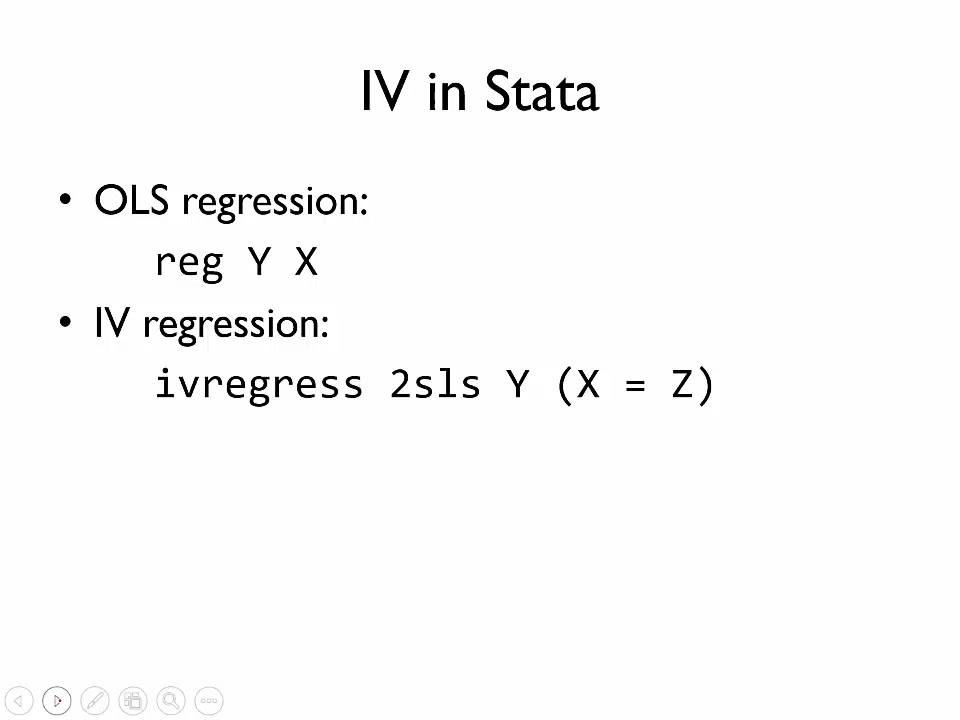 IV in Stata
• OLS regression:
reg Y X
• IV regression:
ivregress 2sls Y (X = Z)